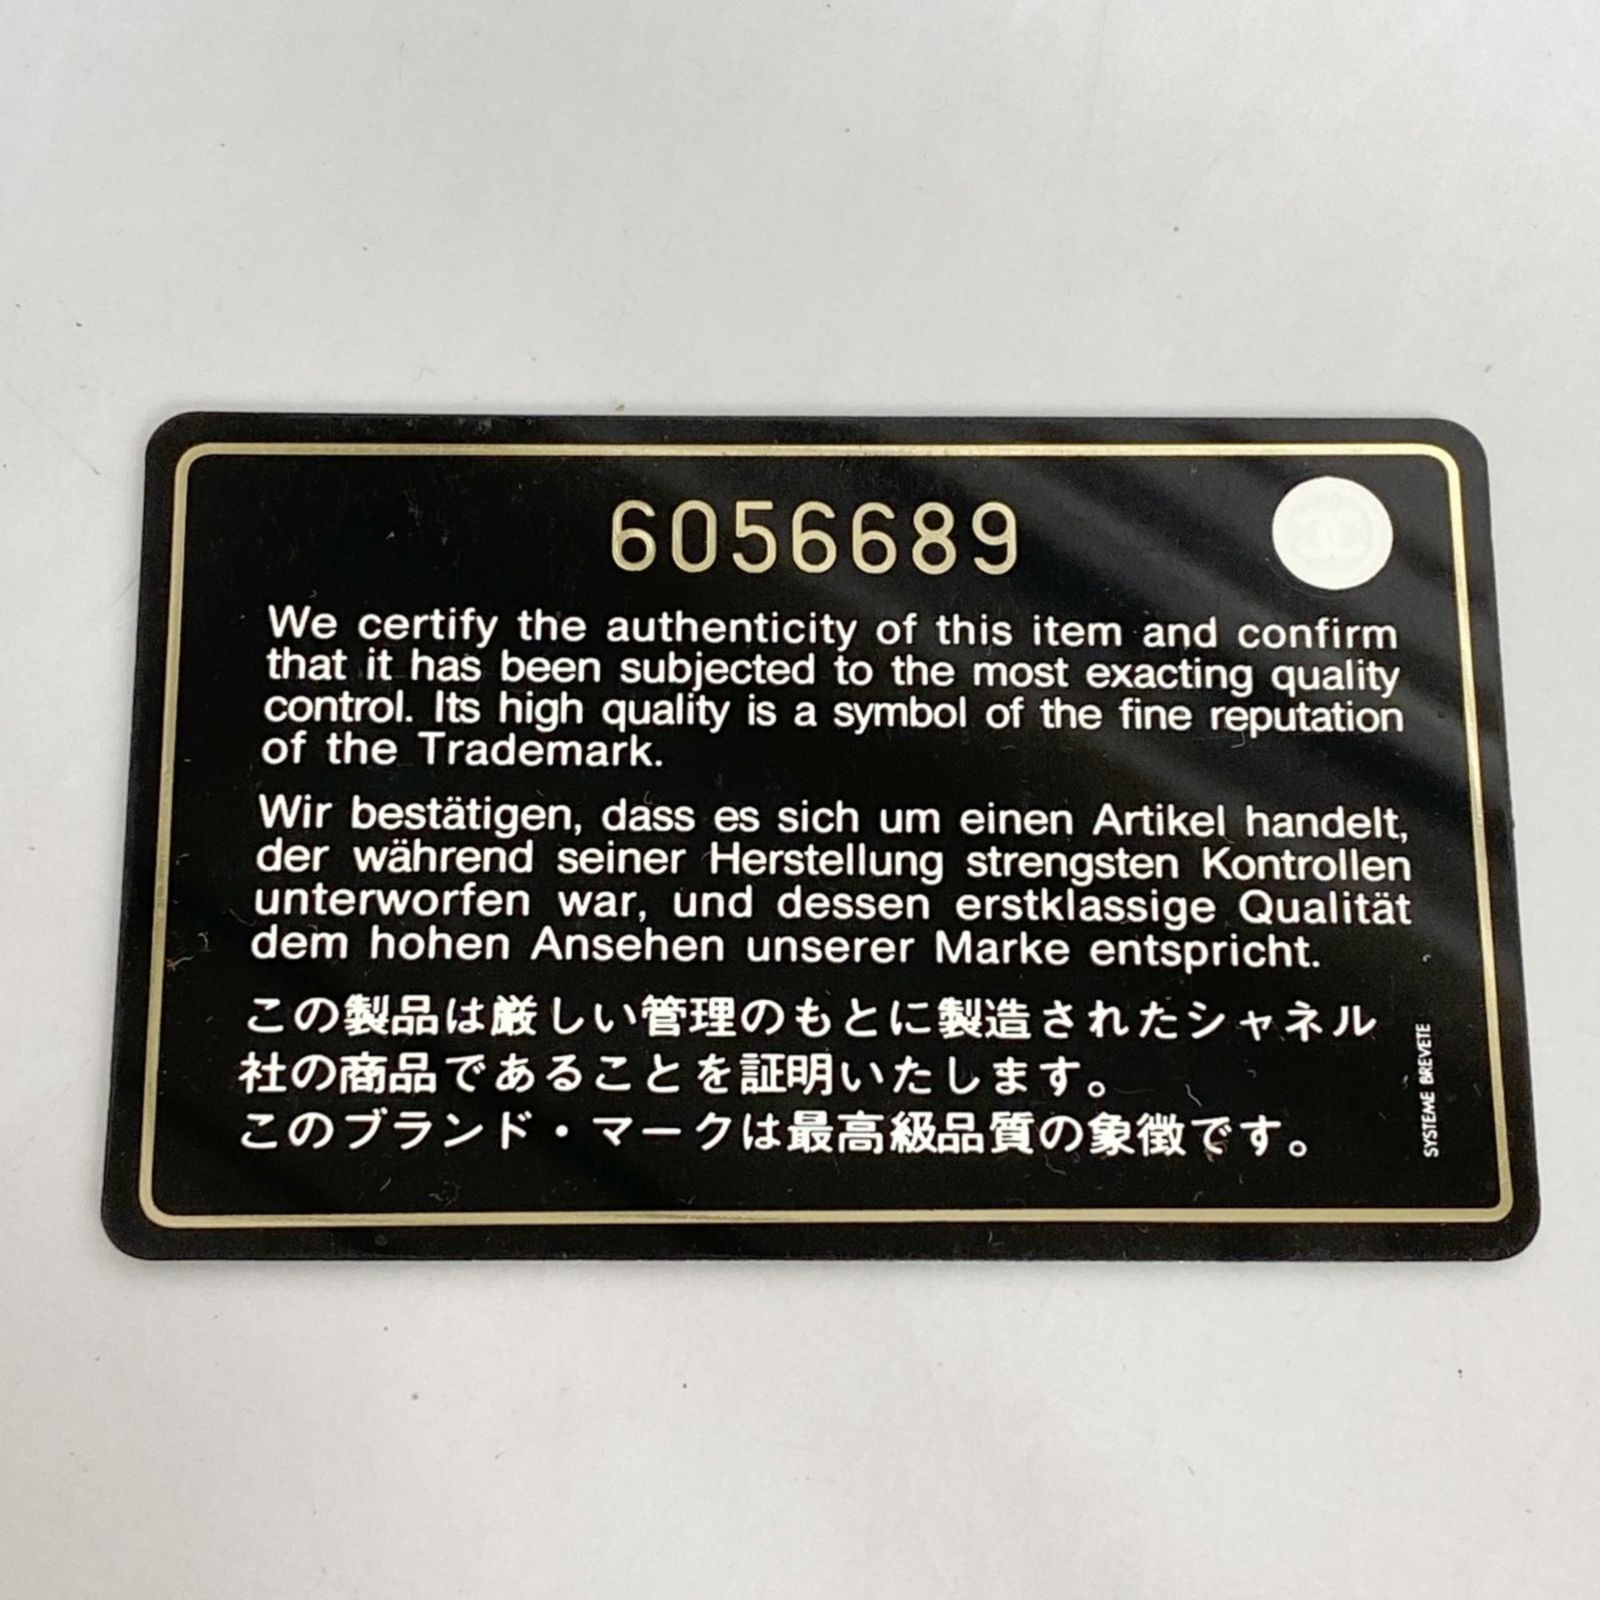 6056689
We certify the authenticity of this item and confirm
that it has been subjected to the most exacting quality
control. Its high quality is a symbol of the fine reputation
of the Trademark.
Wir bestätigen, dass es sich um einen Artikel handelt,
der während seiner Herstellung strengsten Kontrollen
unterworfen war, und dessen erstklassige Qualität
dem hohen Ansehen unserer Marke entspricht.
この製品は厳しい管理のもとに製造されたシャネル
社の商品であることを証明いたします。
このブランド・マークは最高級品質の象徴です。
SYSTEME BREVETE